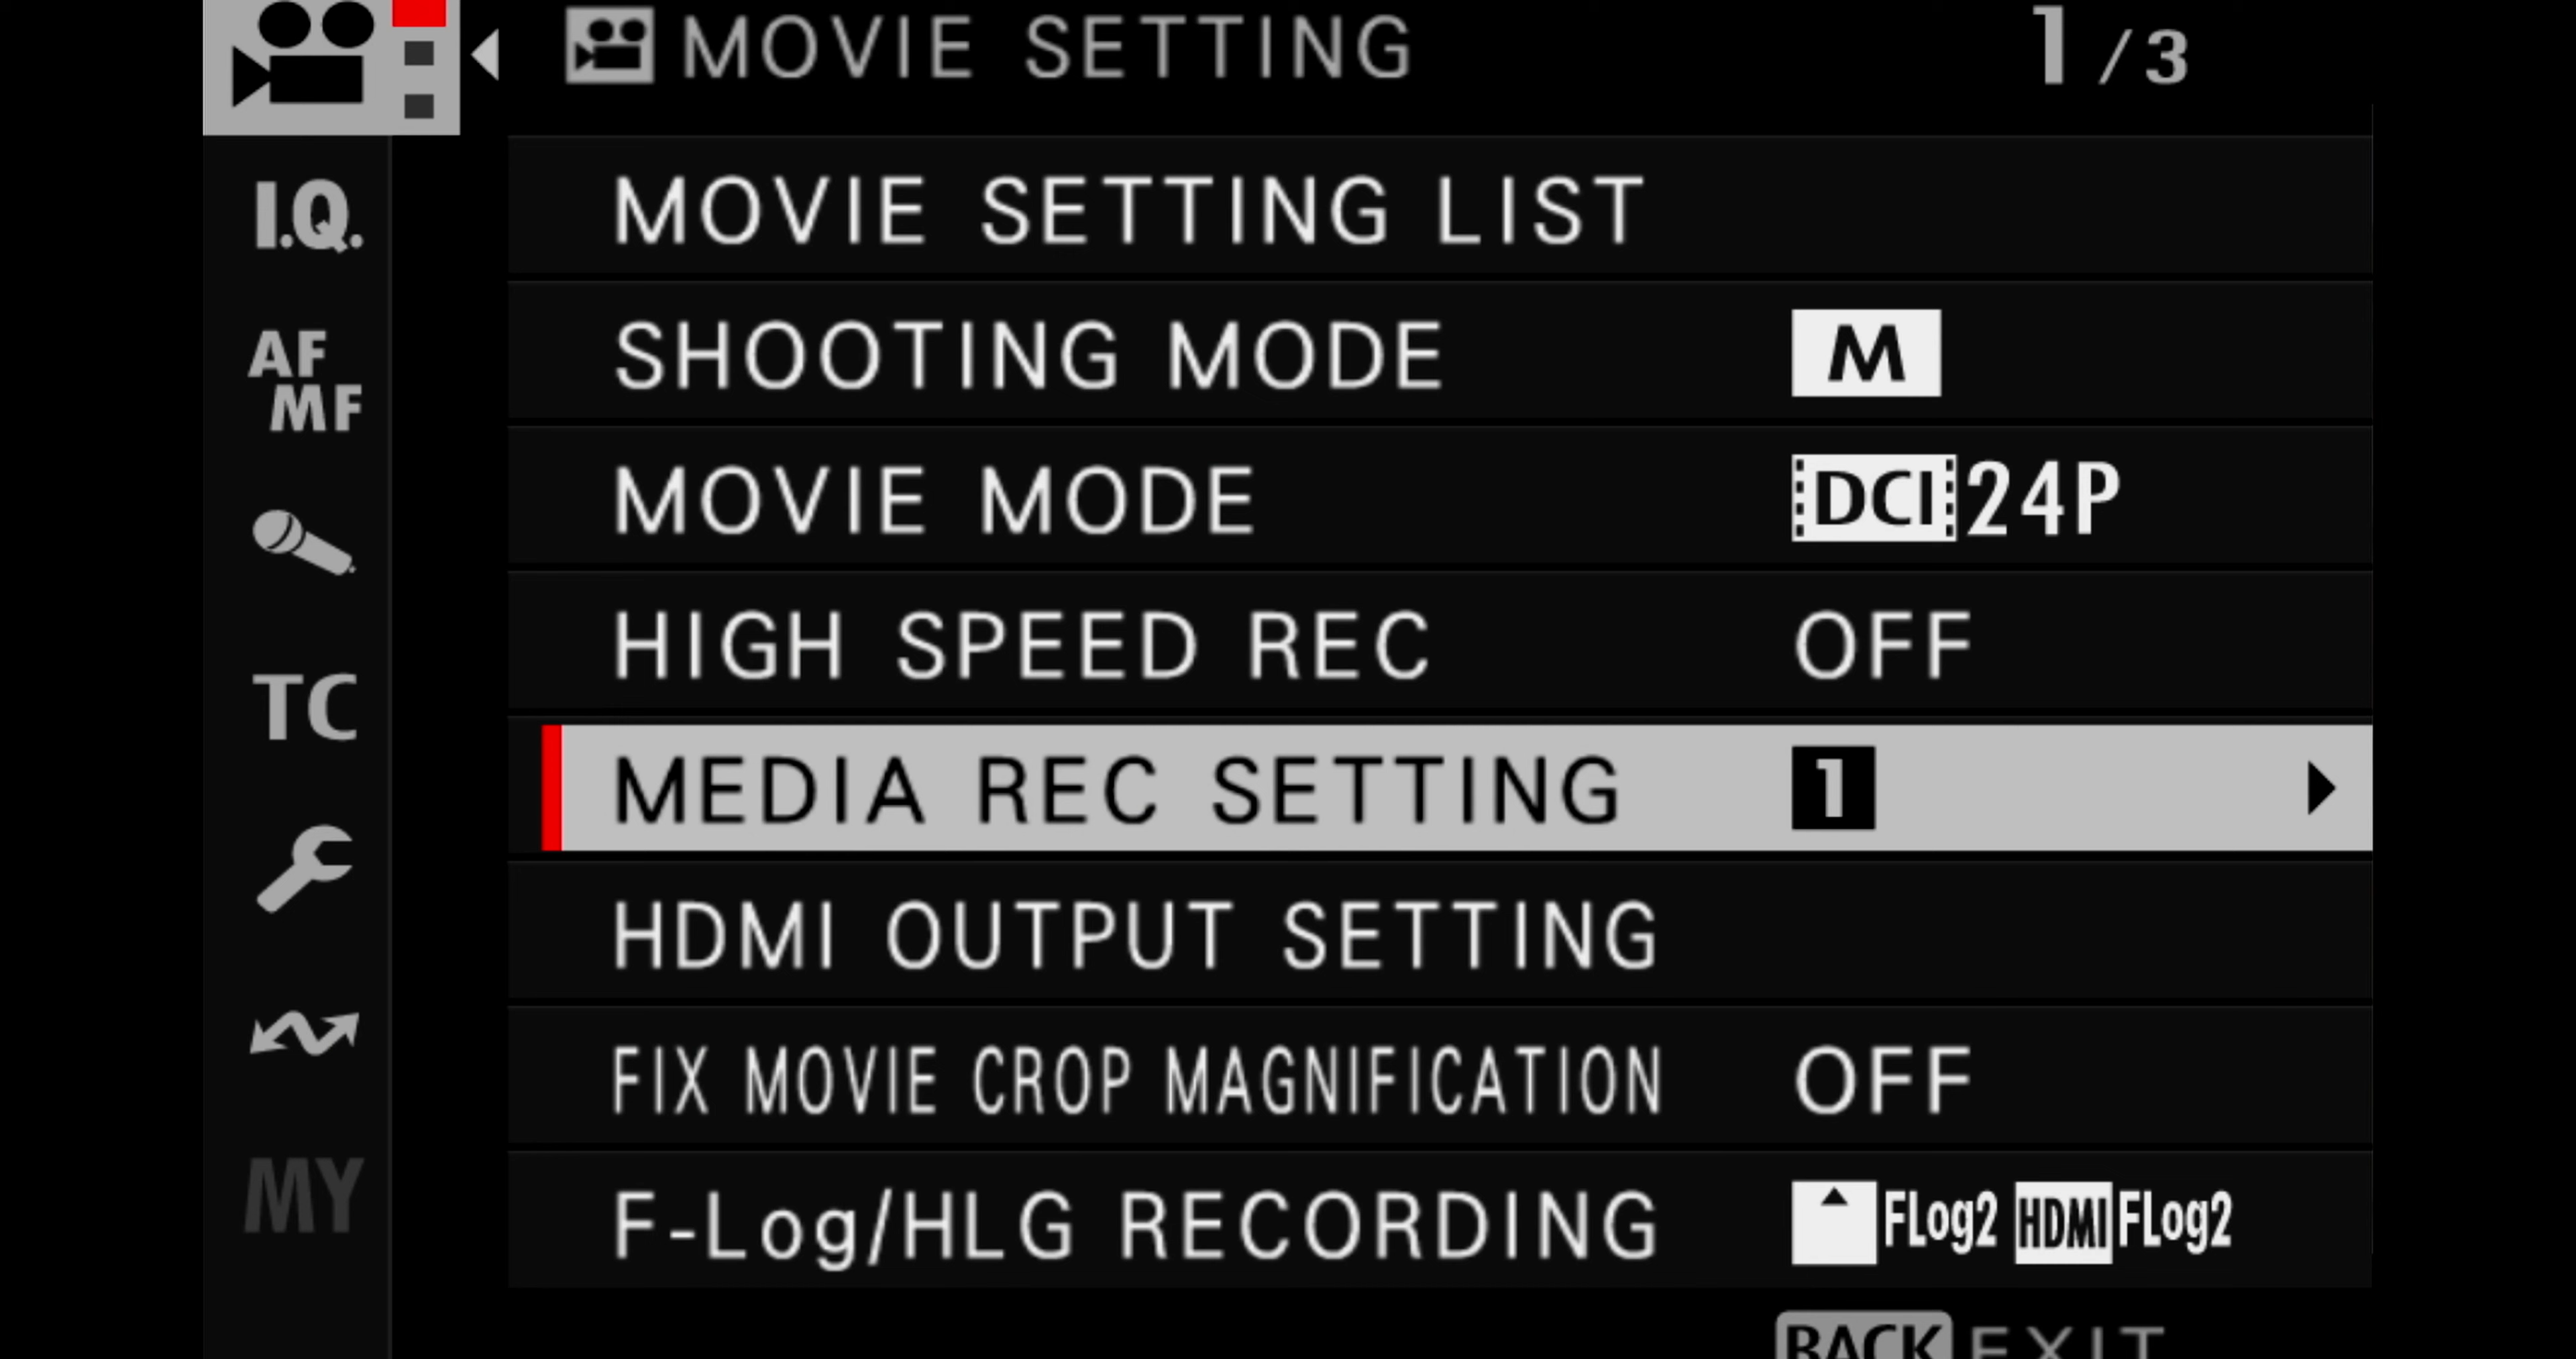 MOVIE SETTING 1/3
MOVIE SETTING LIST
SHOOTING MODE M
MOVIE MODE DCI 24P
HIGH SPEED REC OFF
MEDIA REC SETTING 1
HDMI OUTPUT SETTING
FIX MOVIE CROP MAGNIFICATION OFF
F-Log/HLG RECORDING FLog2 HDMI FLog2
BACK EXIT
I.Q.
AF
MF
TC
MY